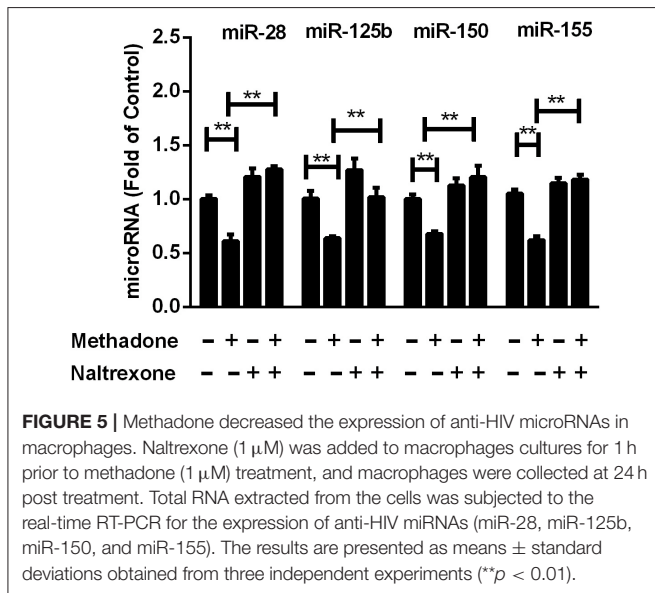 miR-28 miR-125b miR-150 miR-155
microRNA (Fold of Control)
2.5
2.0
1.5
1.0
0.5
0.0
** ** ** ** ** ** ** **
Methadone - + - + - + - + - + - + - + - +
Naltrexone - - + + - - + + - - + + - - + +
FIGURE 5 | Methadone decreased the expression of anti-HIV microRNAs in
macrophages. Naltrexone (1 μM) was added to macrophages cultures for 1 h
prior to methadone (1 μM) treatment, and macrophages were collected at 24 h
post treatment. Total RNA extracted from the cells was subjected to the
real-time RT-PCR for the expression of anti-HIV miRNAs (miR-28, miR-125b,
miR-150, and miR-155). The results are presented as means ± standard
deviations obtained from three independent experiments (**p < 0.01).